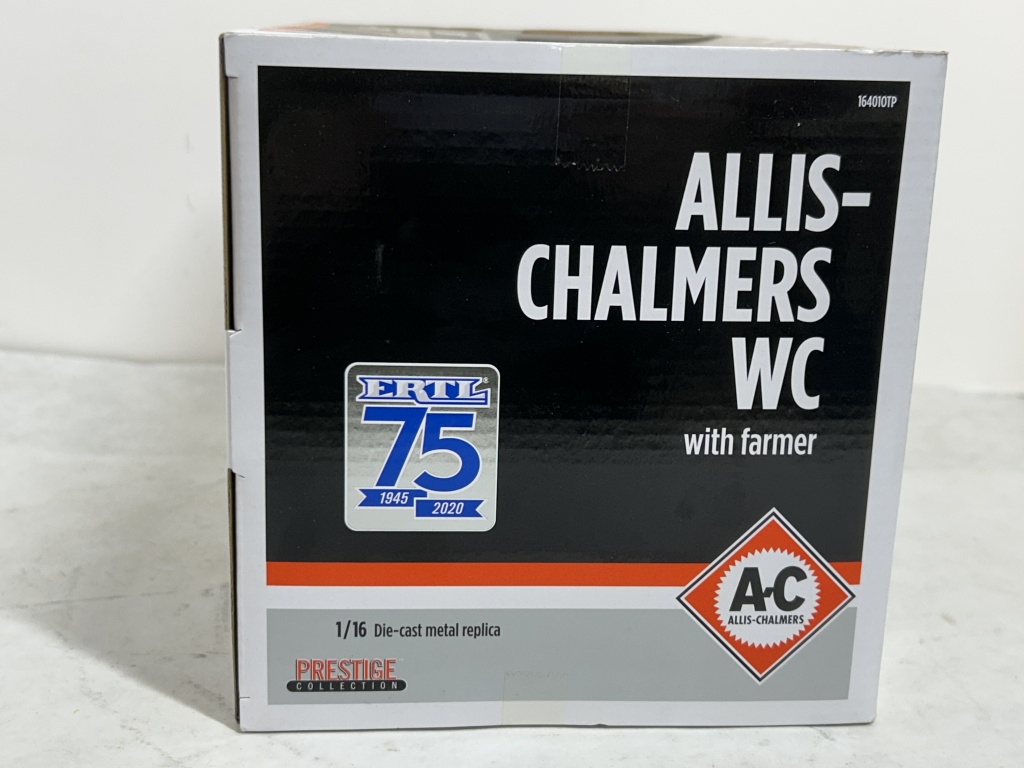 164010TP
ALLIS-
CHALMERS
WC
with farmer
ERTL®
75
1945
2020
A-C
ALLIS-CHALMERS
1/16 Die-cast metal replica
PRESTIGE
COLLECTION